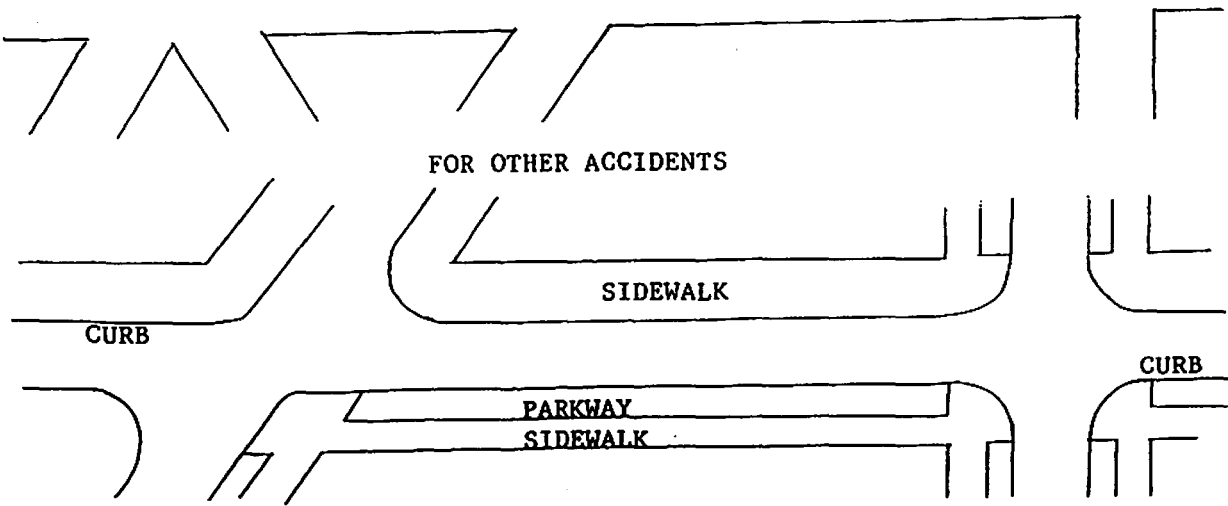 FOR OTHER ACCIDENTS
SIDEWALK
CURB
CURB
PARKWAY
SIDEWALK